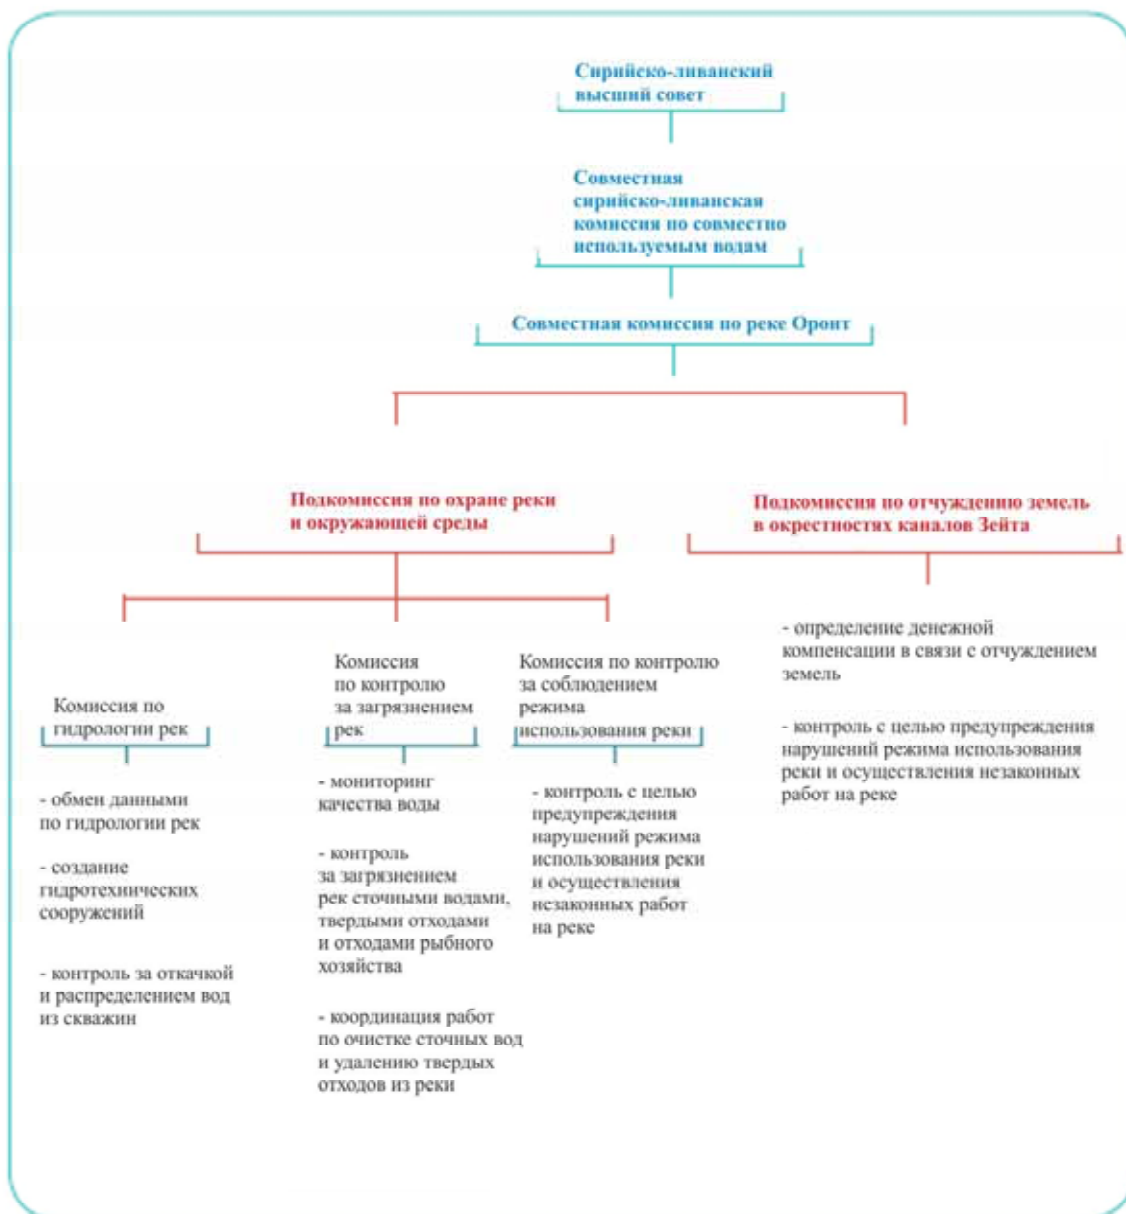 Сирийско-ливанский
высший совет
Совместная
сирийско-ливанская
комиссия по совместно
используемым водам
Совместная комиссия по реке Оронт
Подкомиссия по охране реки
и окружающей среды
Подкомиссия по отчуждению земель
в окрестностях каналов Зейта
Комиссия по
гидрологии рек
- обмен данными
по гидрологии рек
- создание
гидротехнических
сооружений
- контроль за откачкой
и распределением вод
из скважин
Комиссия
по контролю
за загрязнением
рек
- мониторинг
качества воды
- контроль
за загрязнением
рек сточными водами,
твердыми отходами
и отходами рыбного
хозяйства
- координация работ
по очистке сточных вод
и удалению твердых
отходов из реки
Комиссия по контролю
за соблюдением
режима
использования реки
- контроль с целью
предупреждения
нарушений режима
использования реки
и осуществления
незаконных работ
на реке
- определение денежной
компенсации в связи с отчуждением
земель
- контроль с целью предупреждения
нарушений режима использования
реки и осуществления незаконных
работ на реке